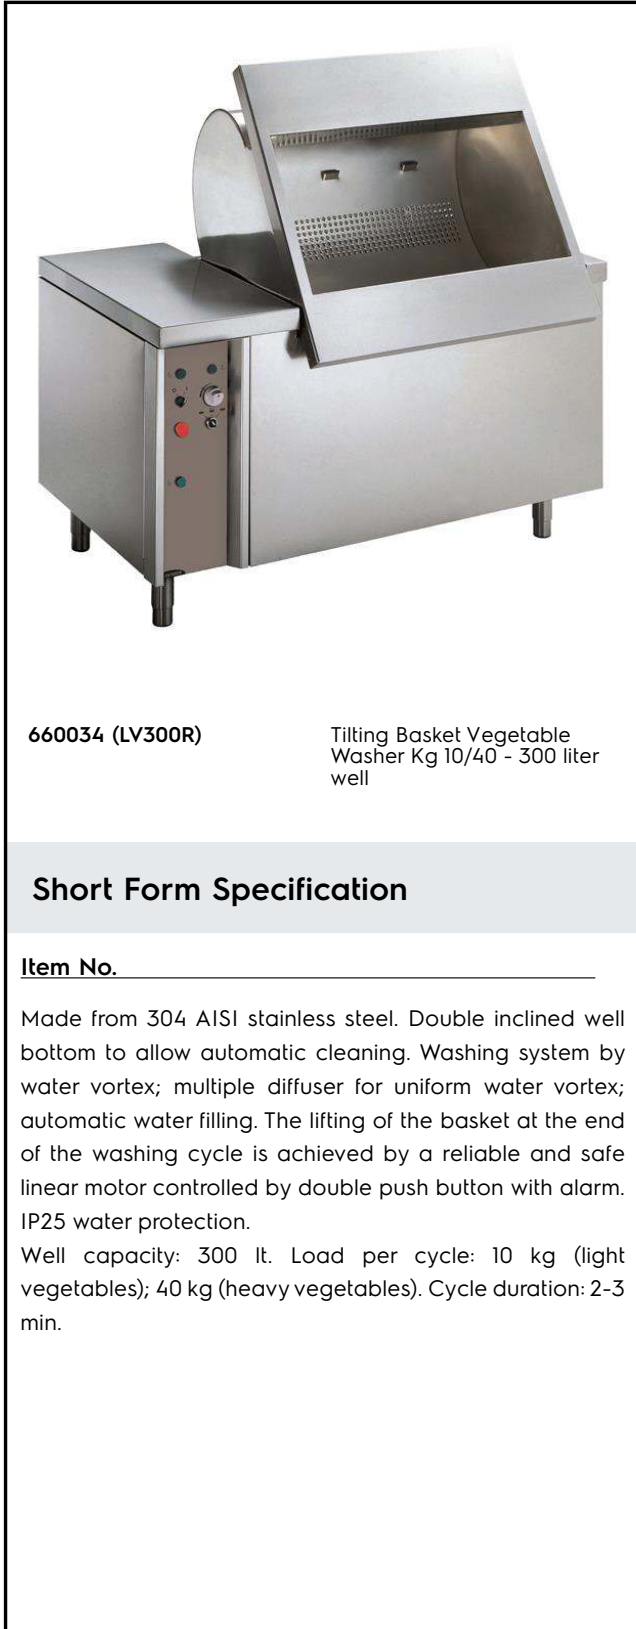 660034 (LV300R)
Tilting Basket Vegetable
Washer Kg 10/40 - 300 liter
well
Short Form Specification
Item No.
Made from 304 AISI stainless steel. Double inclined well
bottom to allow automatic cleaning. Washing system by
water vortex; multiple diffuser for uniform water vortex;
automatic water filling. The lifting of the basket at the end
of the washing cycle is achieved by a reliable and safe
linear motor controlled by double push button with alarm.
IP25 water protection.
Well capacity: 300 lt. Load per cycle: 10 kg (light
vegetables); 40 kg (heavy vegetables). Cycle duration: 2-3
min.